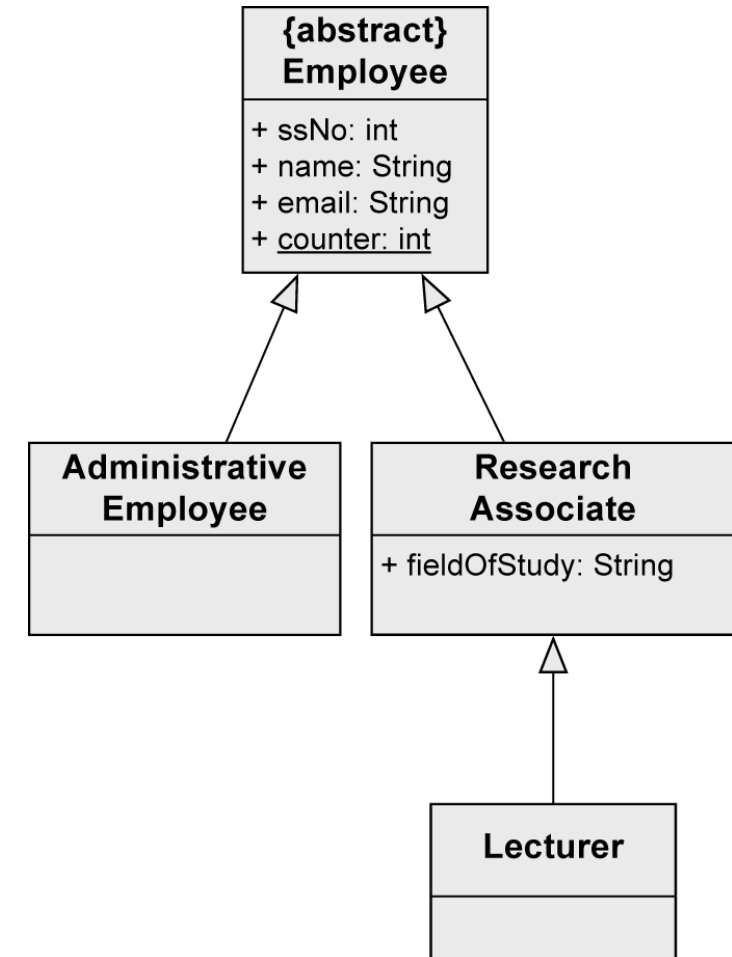 {abstract}
Employee
+ ssNo: int
+ name: String
+ email: String
+ counter: int
Administrative
Employee
Research
Associate
+ fieldOfStudy: String
Lecturer